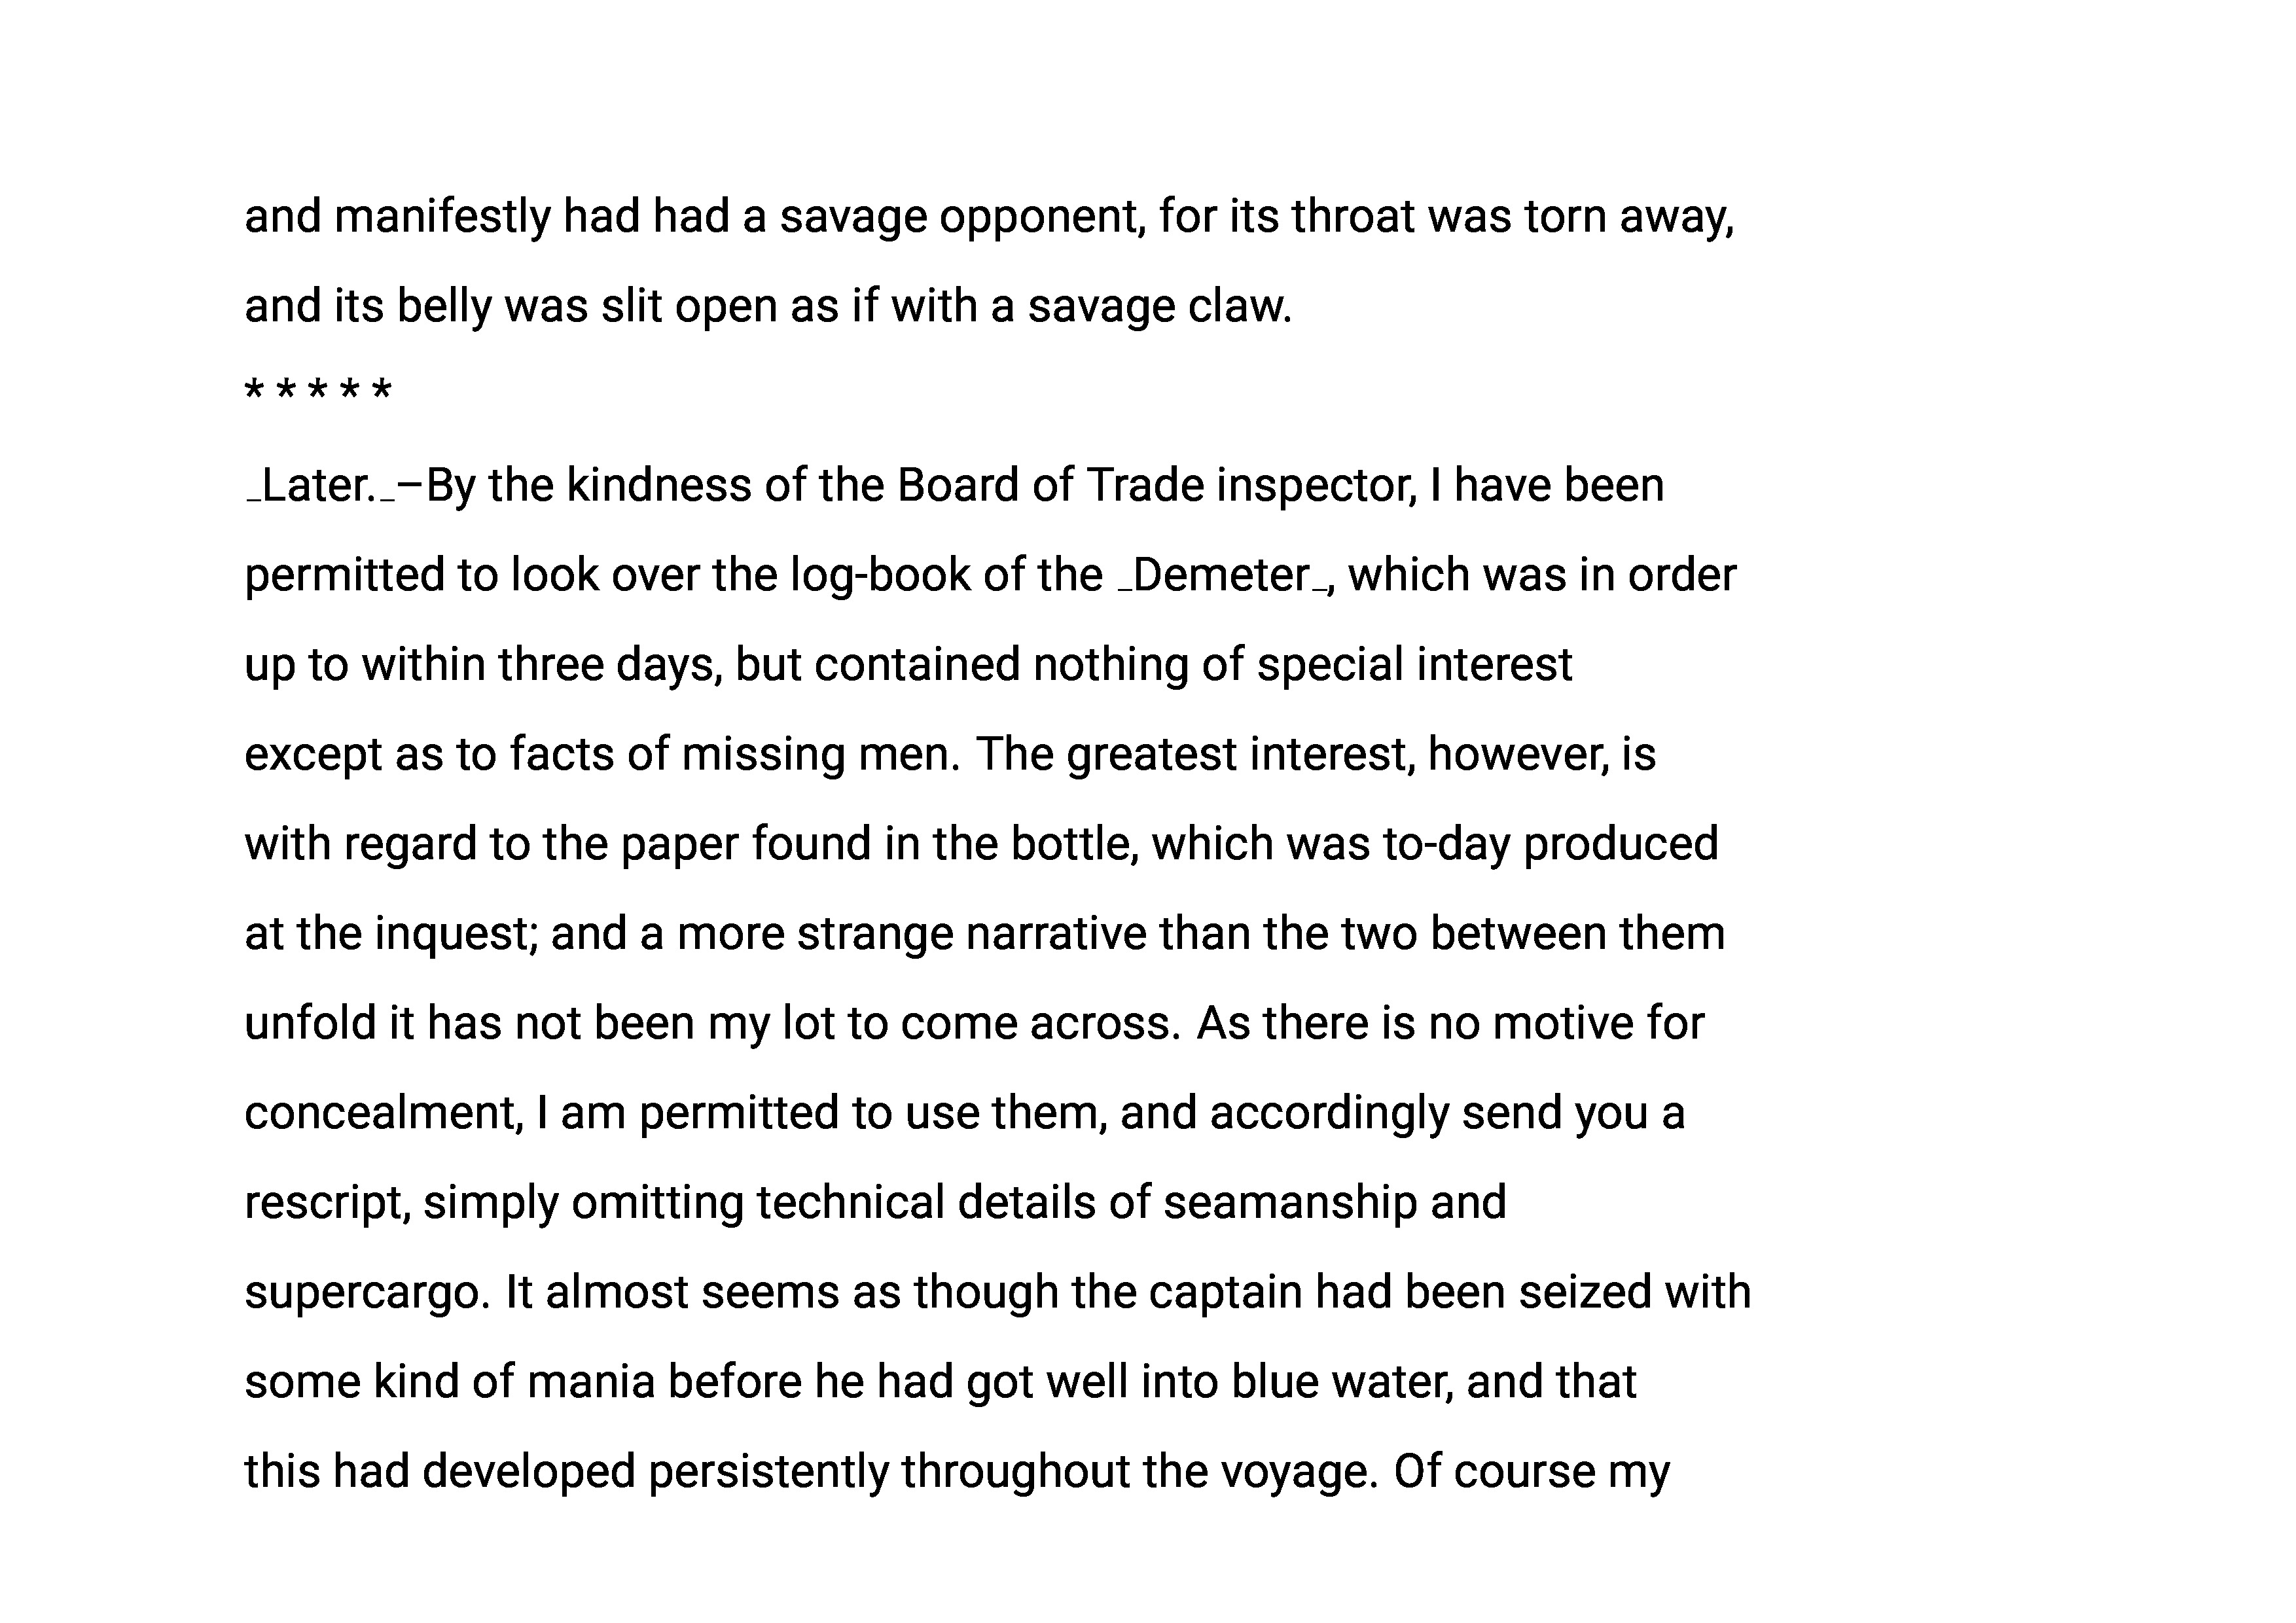 and manifestly had had a savage opponent, for its throat was torn away,
and its belly was slit open as if with a savage claw.
* * * * *
_Later._–By the kindness of the Board of Trade inspector, I have been
permitted to look over the log-book of the _Demeter_, which was in order
up to within three days, but contained nothing of special interest
except as to facts of missing men. The greatest interest, however, is
with regard to the paper found in the bottle, which was to-day produced
at the inquest; and a more strange narrative than the two between them
unfold it has not been my lot to come across. As there is no motive for
concealment, I am permitted to use them, and accordingly send you a
rescript, simply omitting technical details of seamanship and
supercargo. It almost seems as though the captain had been seized with
some kind of mania before he had got well into blue water, and that
this had developed persistently throughout the voyage. Of course my